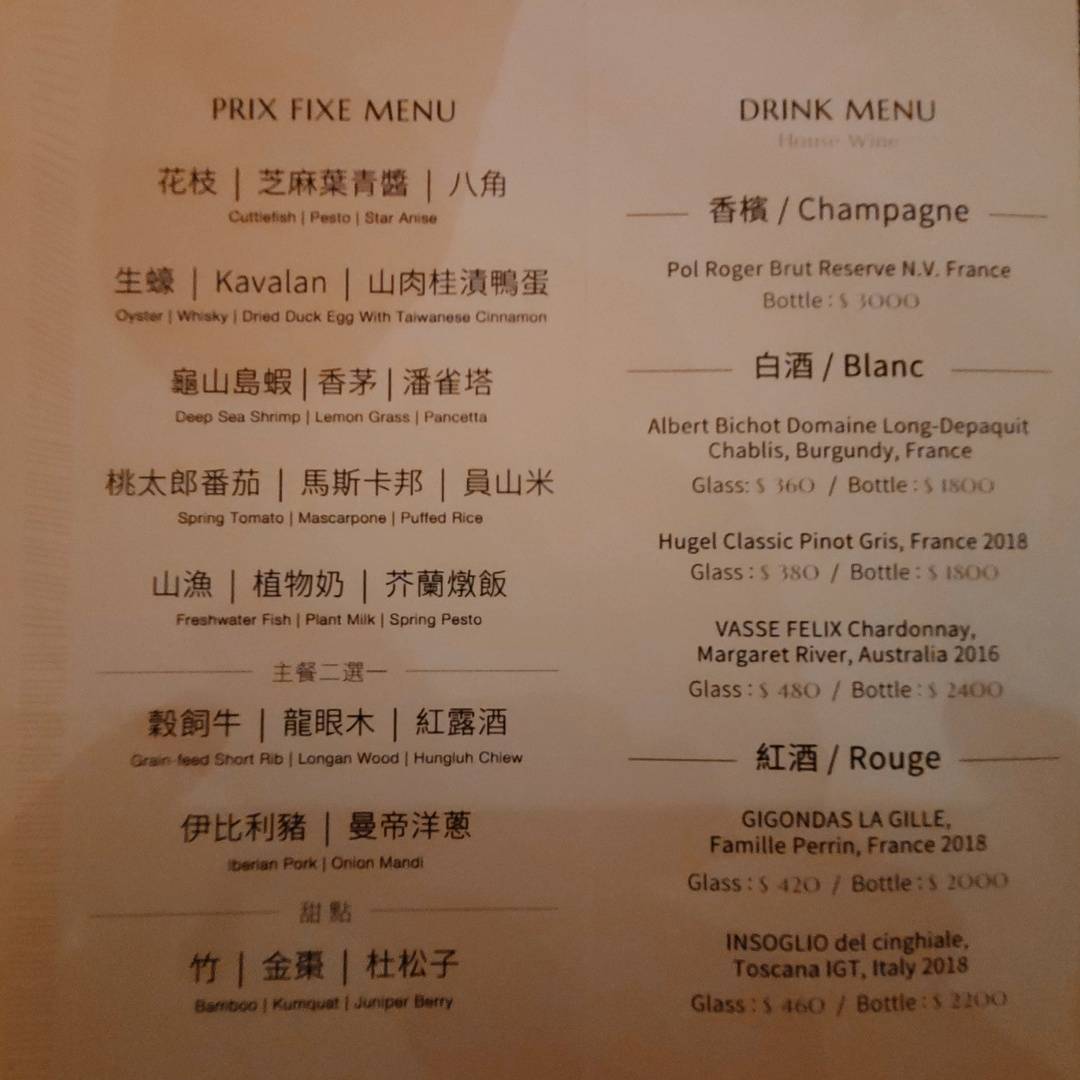 PRIX FIXE MENU
花枝 | 芝麻葉青醬 | 八角
Cuttlefish | Pesto | Star Anise
生蠔 | Kavalan | 山肉桂漬鴨蛋
Oyster | Whisky | Dried Duck Egg With Taiwanese Cinnamon
龜山島蝦 | 香茅 | 潘雀塔
Deep Sea Shrimp | Lemon Grass | Pancetta
桃太郎番茄 | 馬斯卡邦 | 員山米
Spring Tomato | Mascarpone | Puffed Rice
山漁 | 植物奶 | 芥蘭燉飯
Freshwater Fish | Plant Milk | Spring Pesto
主餐二選一
穀飼牛 | 龍眼木 | 紅露酒
Grain-feed Short Rib | Longan Wood | Hungluh Chiew
伊比利豬 | 曼帝洋蔥
Iberian Pork | Onion Mandi
甜點
竹 | 金棗 | 杜松子
Bamboo | Kumquat | Juniper Berry
DRINK MENU
House Wine
香檳 / Champagne
Pol Roger Brut Reserve N.V. France
Bottle : $ 3000
白酒 / Blanc
Albert Bichot Domaine Long-Depaquit
Chablis, Burgundy, France
Glass: $ 360 / Bottle : $ 1800
Hugel Classic Pinot Gris, France 2018
Glass : $ 380 / Bottle : $ 1800
VASSE FELIX Chardonnay,
Margaret River, Australia 2016
Glass : $ 480 / Bottle : $ 2400
紅酒 / Rouge
GIGONDAS LA GILLE,
Famille Perrin, France 2018
Glass : $ 420 / Bottle : $ 2000
INSOGLIO del cinghiale,
Toscana IGT, Italy 2018
Glass : $ 460 / Bottle : $ 2200